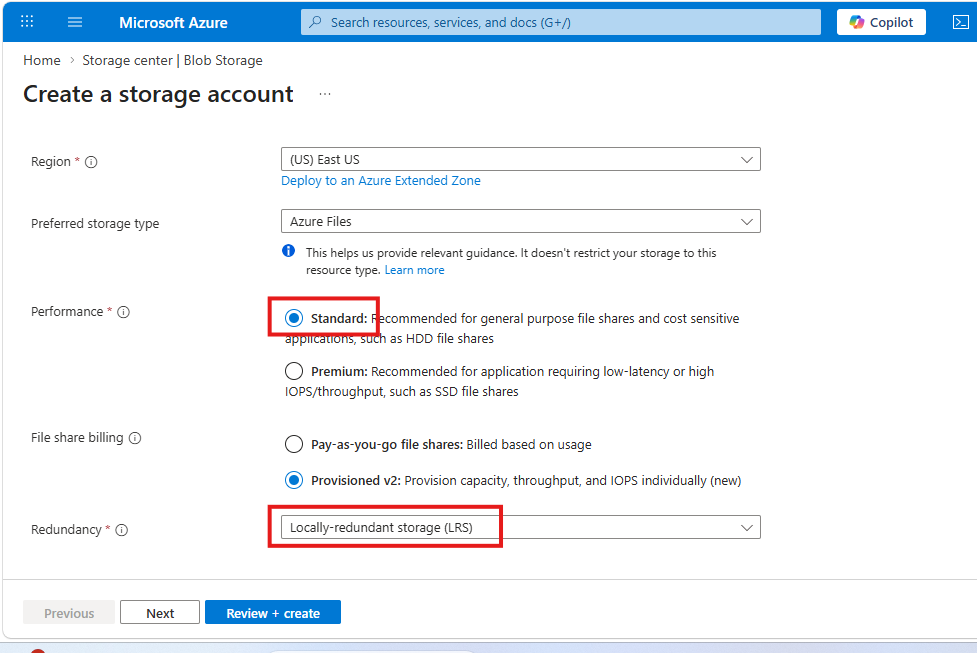 Microsoft Azure
Search resources, services, and docs (G+/)
Copilot
Home > Storage center | Blob Storage
Create a storage account ...
Region *
(US) East US
Deploy to an Azure Extended Zone
Preferred storage type
Azure Files
This helps us provide relevant guidance. It doesn't restrict your storage to this
resource type. Learn more
Performance *
Standard: Recommended for general purpose file shares and cost sensitive
applications, such as HDD file shares
Premium: Recommended for application requiring low-latency or high
IOPS/throughput, such as SSD file shares
File share billing
Pay-as-you-go file shares: Billed based on usage
Provisioned v2: Provision capacity, throughput, and IOPS individually (new)
Redundancy *
Locally-redundant storage (LRS)
Previous
Next
Review + create